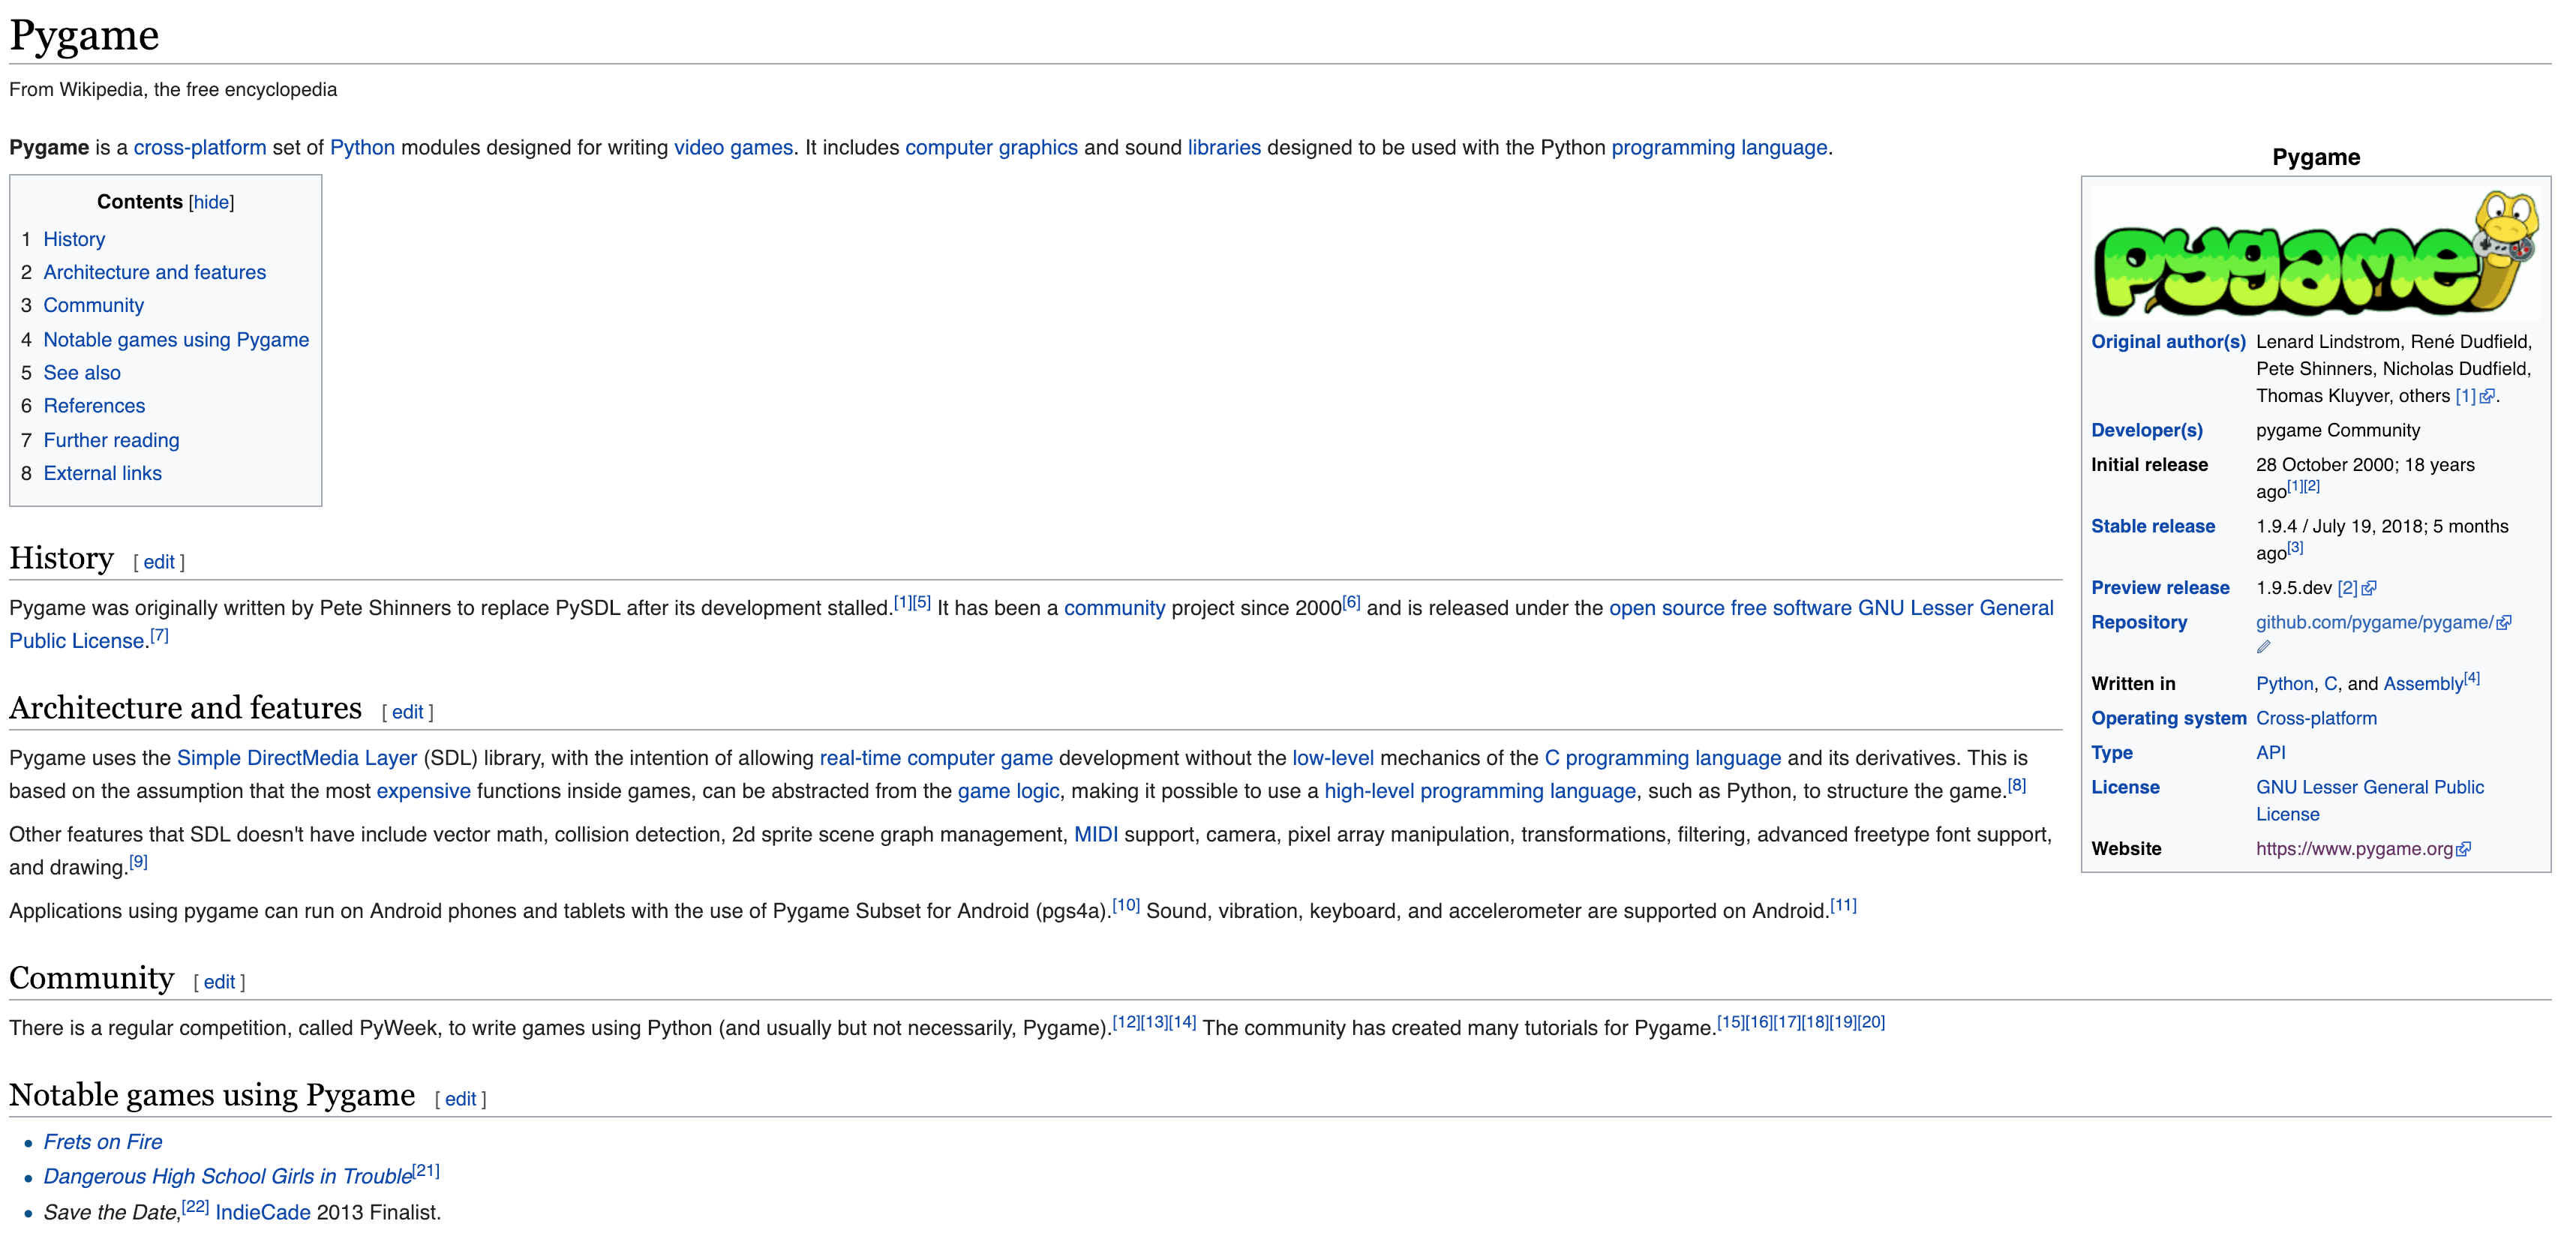 Pygame
From Wikipedia, the free encyclopedia
Pygame is a cross-platform set of Python modules designed for writing video games. It includes computer graphics and sound libraries designed to be used with the Python programming language.
Contents [hide]
1 History
2 Architecture and features
3 Community
4 Notable games using Pygame
5 See also
6 References
7 Further reading
8 External links
Pygame
pygame
Original author(s) Lenard Lindstrom, René Dudfield,
Pete Shinners, Nicholas Dudfield,
Thomas Kluyver, others [1].
Developer(s) pygame Community
Initial release 28 October 2000; 18 years
ago[1][2]
Stable release 1.9.4 / July 19, 2018; 5 months
ago[3]
Preview release 1.9.5.dev [2]
Repository github.com/pygame/pygame/
Written in Python, C, and Assembly[4]
Operating system Cross-platform
Type API
License GNU Lesser General Public
License
Website https://www.pygame.org
History [ edit ]
Pygame was originally written by Pete Shinners to replace PySDL after its development stalled.[1][5] It has been a community project since 2000[6] and is released under the open source free software GNU Lesser General
Public License.[7]
Architecture and features [ edit ]
Pygame uses the Simple DirectMedia Layer (SDL) library, with the intention of allowing real-time computer game development without the low-level mechanics of the C programming language and its derivatives. This is
based on the assumption that the most expensive functions inside games, can be abstracted from the game logic, making it possible to use a high-level programming language, such as Python, to structure the game.[8]
Other features that SDL doesn't have include vector math, collision detection, 2d sprite scene graph management, MIDI support, camera, pixel array manipulation, transformations, filtering, advanced freetype font support,
and drawing.[9]
Applications using pygame can run on Android phones and tablets with the use of Pygame Subset for Android (pgs4a).[10] Sound, vibration, keyboard, and accelerometer are supported on Android.[11]
Community [ edit ]
There is a regular competition, called PyWeek, to write games using Python (and usually but not necessarily, Pygame).[12][13][14] The community has created many tutorials for Pygame.[15][16][17][18][19][20]
Notable games using Pygame [ edit ]
• Frets on Fire
• Dangerous High School Girls in Trouble[21]
• Save the Date,[22] IndieCade 2013 Finalist.